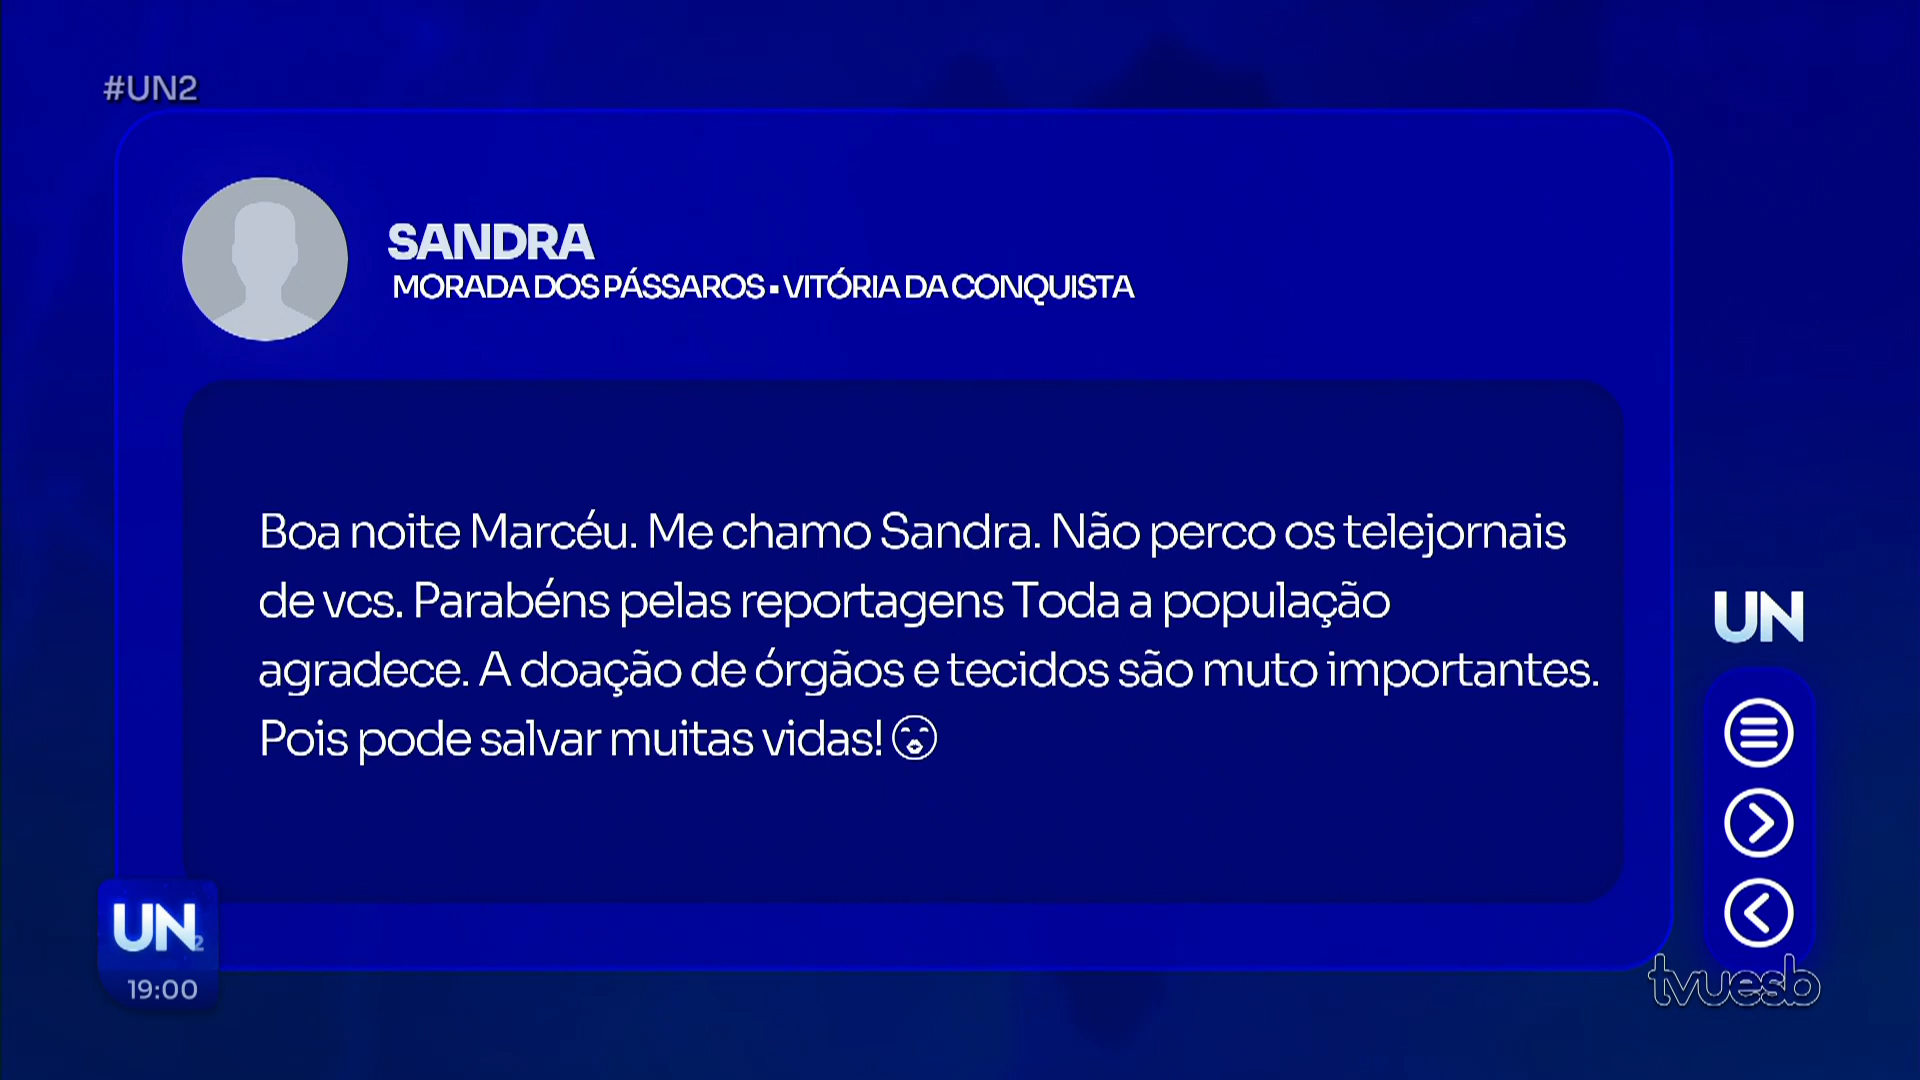 #UN2
SANDRA
MORADA DOS PÁSSAROS ▪ VITÓRIA DA CONQUISTA
Boa noite Marcéu. Me chamo Sandra. Não perco os telejornais
de vcs. Parabéns pelas reportagens Toda a população
agradece. A doação de órgãos e tecidos são muto importantes.
Pois pode salvar muitas vidas! 😚
UN
UN2
19:00
tvuesb